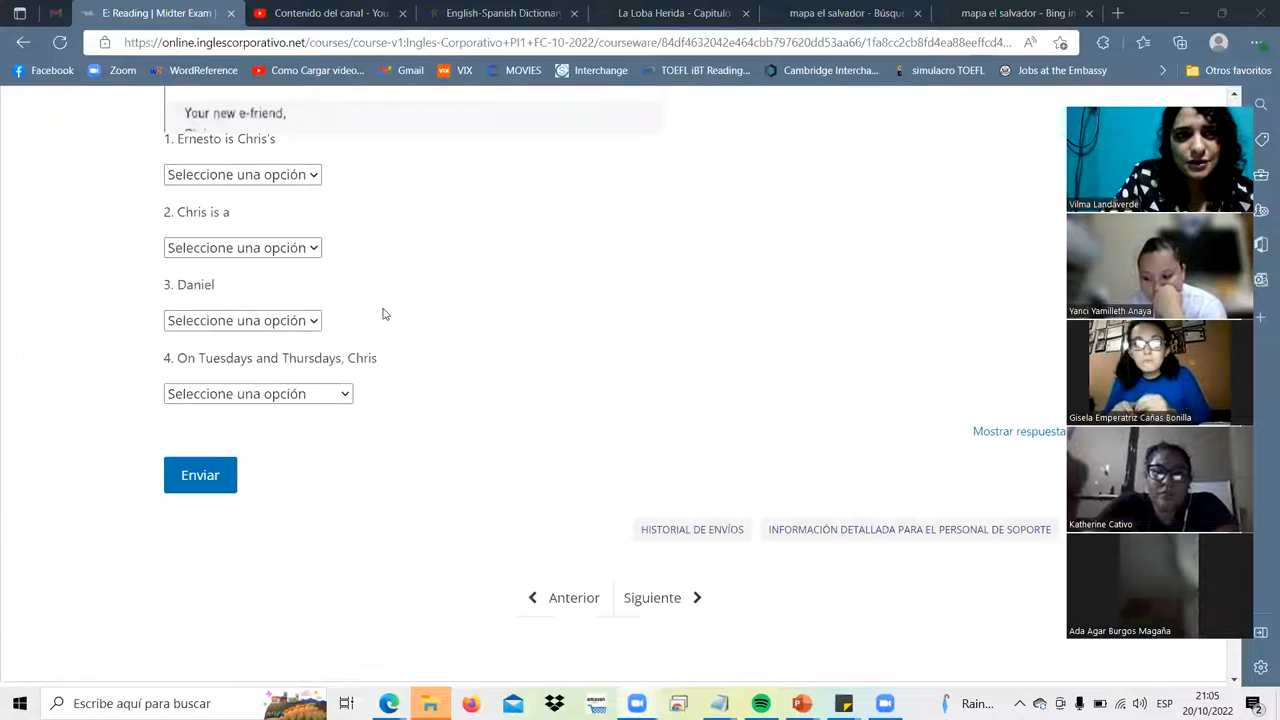 E. Reading Midterm
Contenido del canal - You
English-Spanish Dictionar
La Loba Herida - Capitulo
mapa el salvador - Búsqu
mapa el salvador - Bing in
https://online.inglescorporativo.net/courses/course-v1:Ingles-Corporativo+PI1+FC-10-2022/courseware/84df4632042e464cbb797620dd53aa66/1fa8cc2cb8fd4ea88eeffcd4...
Facebook
Zoom
WordReference
Como Cargar vídeo...
Gmail
VIX
MOVIES
Interchange
TOEFL iBT Reading...
Cambridge Intercha...
simulacro TOEFL
Jobs at the Embassy
Otros favoritos
Your new e-friend,
1. Ernesto is Chris's
Seleccione una opción
2. Chris is a
Seleccione una opción
3. Daniel
Seleccione una opción
4. On Tuesdays and Thursdays, Chris
Seleccione una opción
Mostrar respuesta
Enviar
HISTORIAL DE ENVÍOS
INFORMACIÓN DETALLADA PARA EL PERSONAL DE SOPORTE
Anterior
Siguiente
Vilma Landaverde
Yanci Yamilleth Anaya
Gisela Emperatriz Cañas Bonilla
Katherine Cativo
Ada Agar Burgos Magaña
Escribe aquí para buscar
Rain...
ESP
21:05
20/10/2022
2